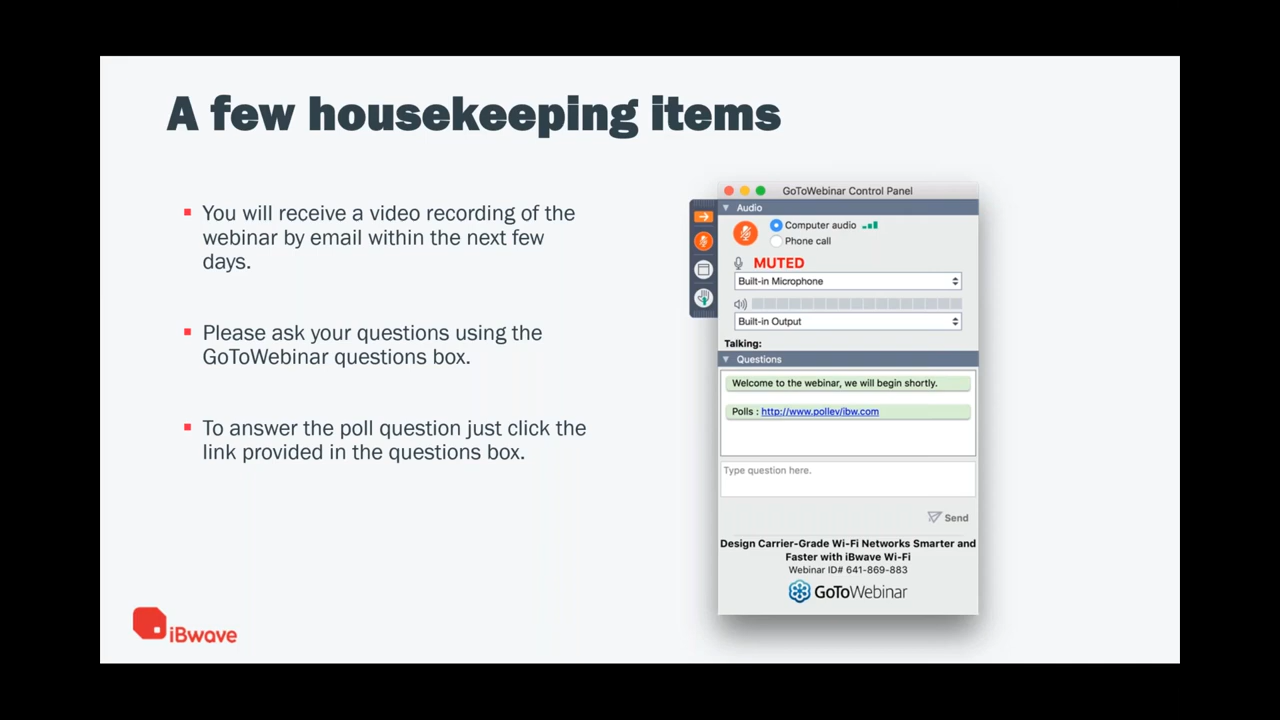 A few housekeeping items
You will receive a video recording of the
webinar by email within the next few
days.
Please ask your questions using the
GoToWebinar questions box.
To answer the poll question just click the
link provided in the questions box.
iBwave
GoToWebinar Control Panel
Audio
Computer audio
Phone call
MUTED
Built-in Microphone
Built-in Output
Talking:
Questions
Welcome to the webinar, we will begin shortly.
Polls : http://www.pollev/ibw.com
Type question here.
Send
Design Carrier-Grade Wi-Fi Networks Smarter and
Faster with iBwave Wi-Fi
Webinar ID# 641-869-883
GoToWebinar